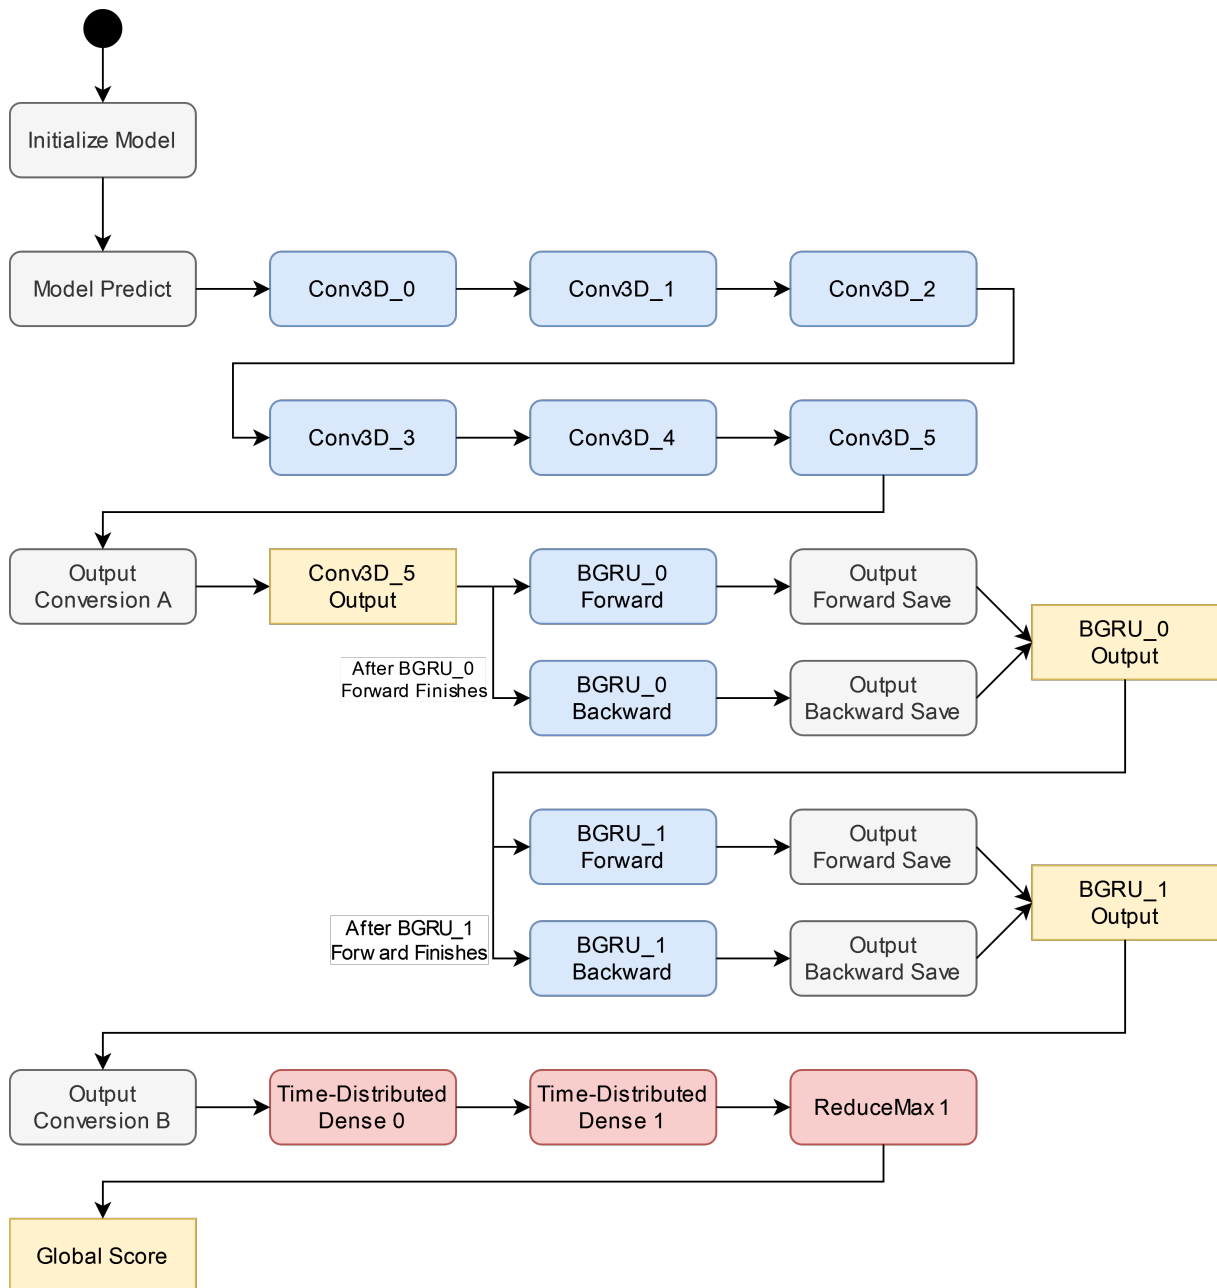 Initialize Model
Model Predict
Conv3D_0
Conv3D_1
Conv3D_2
Conv3D_3
Conv3D_4
Conv3D_5
Output
Conversion A
Conv3D_5
Output
BGRU_0
Forward
Output
Forward Save
BGRU_0
Output
After BGRU_0
Forward Finishes
BGRU_0
Backward
Output
Backward Save
BGRU_1
Forward
Output
Forward Save
BGRU_1
Output
After BGRU_1
Forward Finishes
BGRU_1
Backward
Output
Backward Save
Output
Conversion B
Time-Distributed
Dense 0
Time-Distributed
Dense 1
ReduceMax 1
Global Score